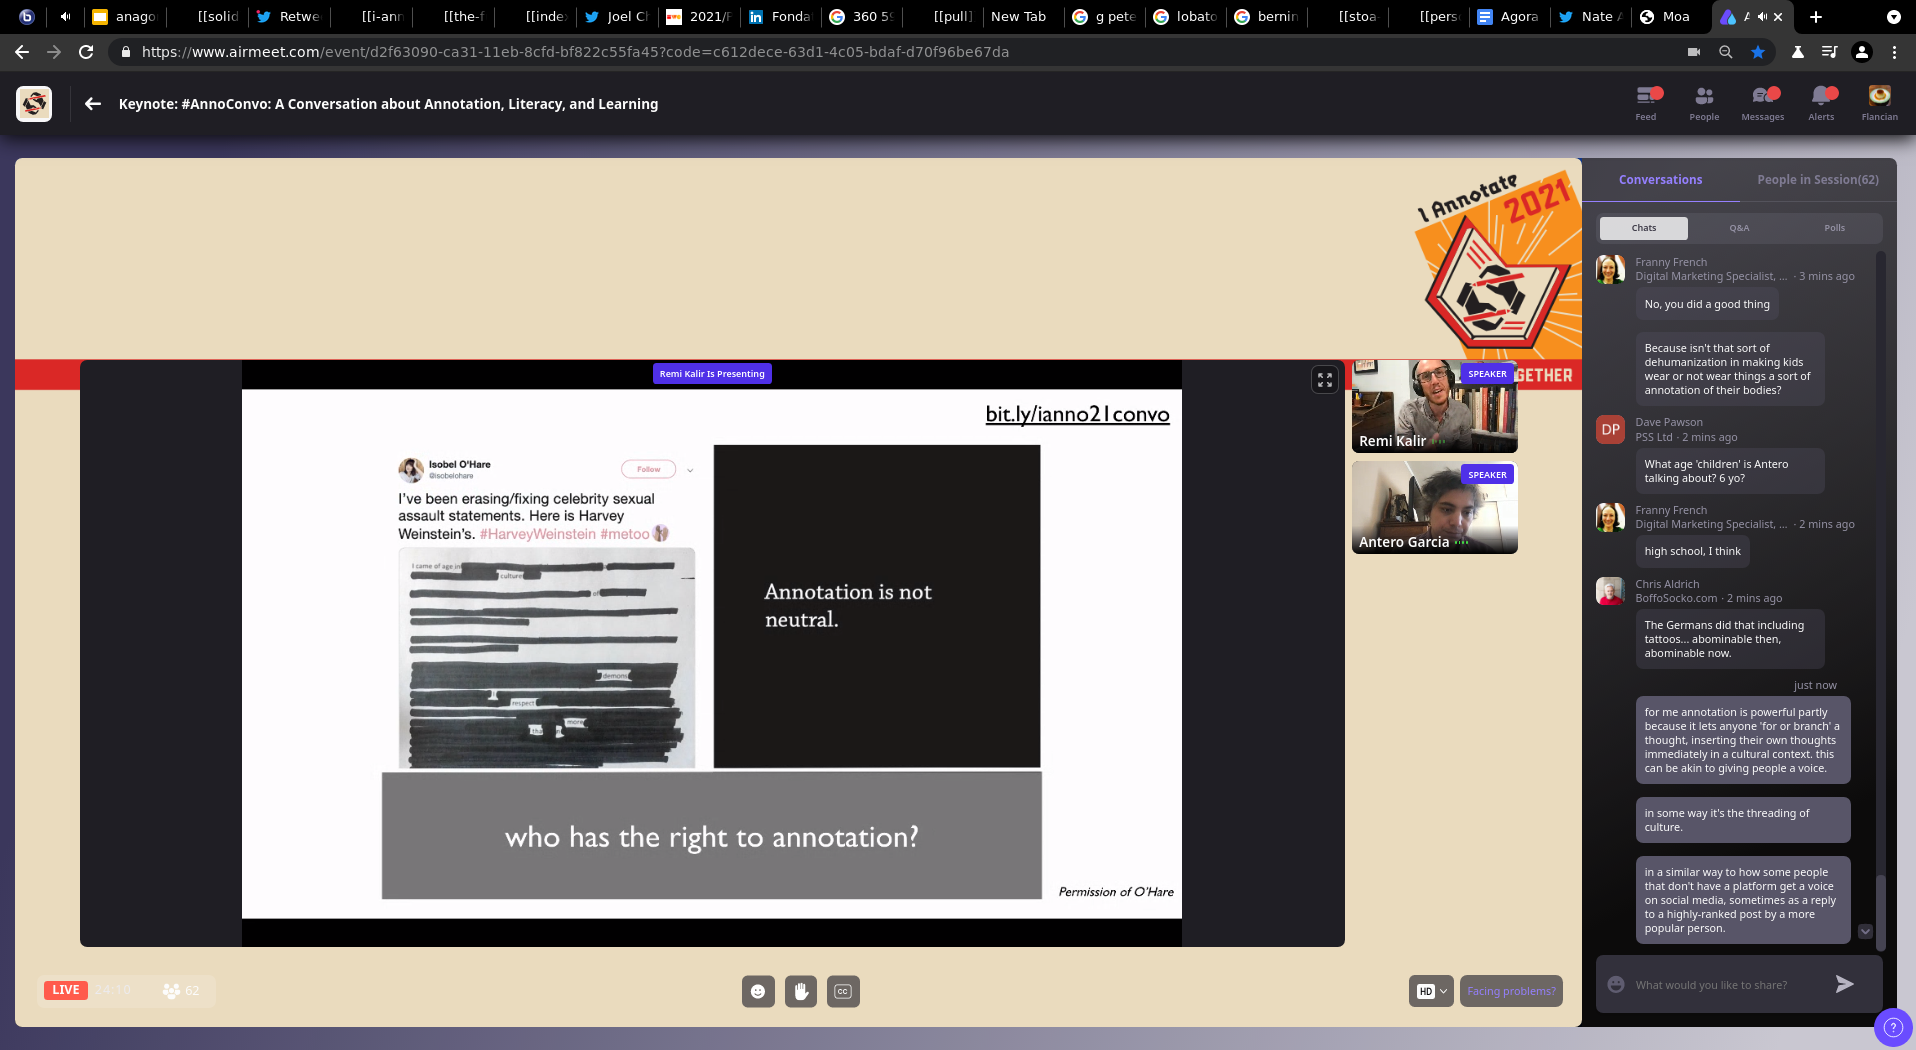 anago
[[solid
Retwe
[[i-ann
[[the-f
[[index
Joel Ch
2021/F
Fonda
360 59
[[pull]
New Tab
g pete
lobato
bernin
[[stoa-
[[pers
Agora
Nate A
Moa
https://www.airmeet.com/event/d2f63090-ca31-11eb-8cfd-bf822c55fa45?code=c612dece-63d1-4c05-bdaf-d70f96be67da
Keynote: #AnnoConvo: A Conversation about Annotation, Literacy, and Learning
Feed
People
Messages
Alerts
Flancian
I Annotate
2021
GETHER
Remi Kalir Is Presenting
bit.ly/ianno21convo
Isobel O'Hare
@isobelohare
Follow
I've been erasing/fixing celebrity sexual
assault statements. Here is Harvey
Weinstein's. #HarveyWeinstein #metoo
I came of age in
culture
of
demons
I
respect
more
Annotation is not
neutral.
who has the right to annotation?
Permission of O'Hare
SPEAKER
Remi Kalir
SPEAKER
Antero Garcia
LIVE
24:10
62
CC
HD
Facing problems?
Conversations
People in Session(62)
Chats
Q&A
Polls
Franny French
Digital Marketing Specialist, ... · 3 mins ago
No, you did a good thing
Because isn't that sort of
dehumanization in making kids
wear or not wear things a sort of
annotation of their bodies?
DP
Dave Pawson
PSS Ltd · 2 mins ago
What age 'children' is Antero
talking about? 6 yo?
Franny French
Digital Marketing Specialist, ... · 2 mins ago
high school, I think
Chris Aldrich
BoffoSocko.com · 2 mins ago
The Germans did that including
tattoos... abominable then,
abominable now.
just now
for me annotation is powerful partly
because it lets anyone 'for or branch' a
thought, inserting their own thoughts
immediately in a cultural context. this
can be akin to giving people a voice.
in some way it's the threading of
culture.
in a similar way to how some people
that don't have a platform get a voice
on social media, sometimes as a reply
to a highly-ranked post by a more
popular person.
What would you like to share?